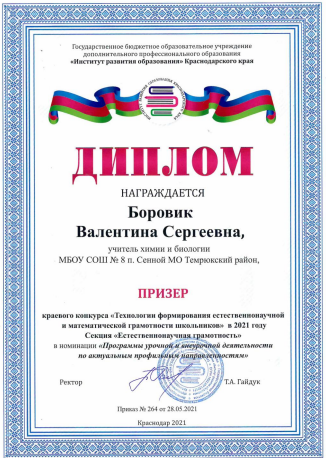 Государственное бюджетное образовательное учреждение
дополнительного профессионального образования
«Институт развития образования» Краснодарского края
ДИПЛОМ
НАГРАЖДАЕТСЯ
Боровик
Валентина Сергеевна,
учитель химии и биологии
МБОУ СОШ № 8 п. Сенной МО Темрюкский район,
ПРИЗЕР
краевого конкурса «Технологии формирования естественнонаучной
и математической грамотности школьников» в 2021 году
Секция «Естественнонаучная грамотность»
в номинации «Программы урочной и внеурочной деятельности
по актуальным профильным направленностям»
Ректор
Т.А. Гайдук
Приказ № 264 от 28.05.2021
Краснодар 2021